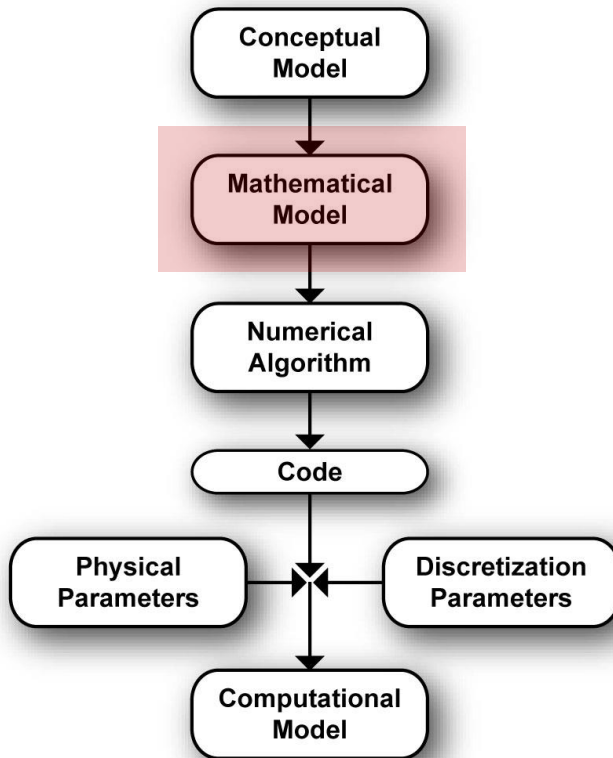 Conceptual
Model
Mathematical
Model
Numerical
Algorithm
Code
Physical
Parameters
Discretization
Parameters
Computational
Model